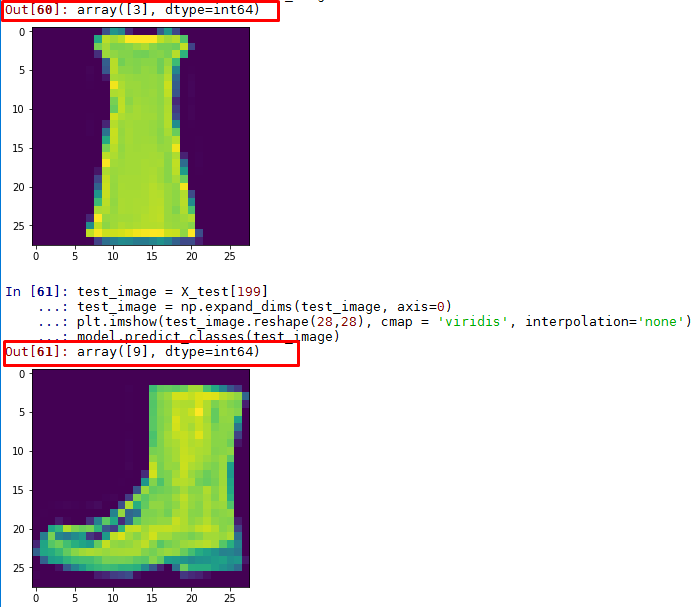 Out[60]: array([3], dtype=int64)
0
5
10
15
20
25
0 5 10 15 20 25
In [61]: test_image = X_test[199]
...: test_image = np.expand_dims(test_image, axis=0)
...: plt.imshow(test_image.reshape(28,28), cmap = 'viridis', interpolation='none')
...: model.predict_classes(test_image)
Out[61]: array([9], dtype=int64)
0
5
10
15
20
25
0 5 10 15 20 25